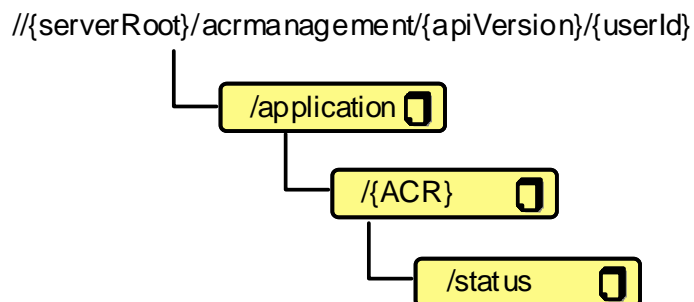 //{serverRoot}/acrmanagement/{apiVersion}/{userId}
/application
/{ACR}
/status